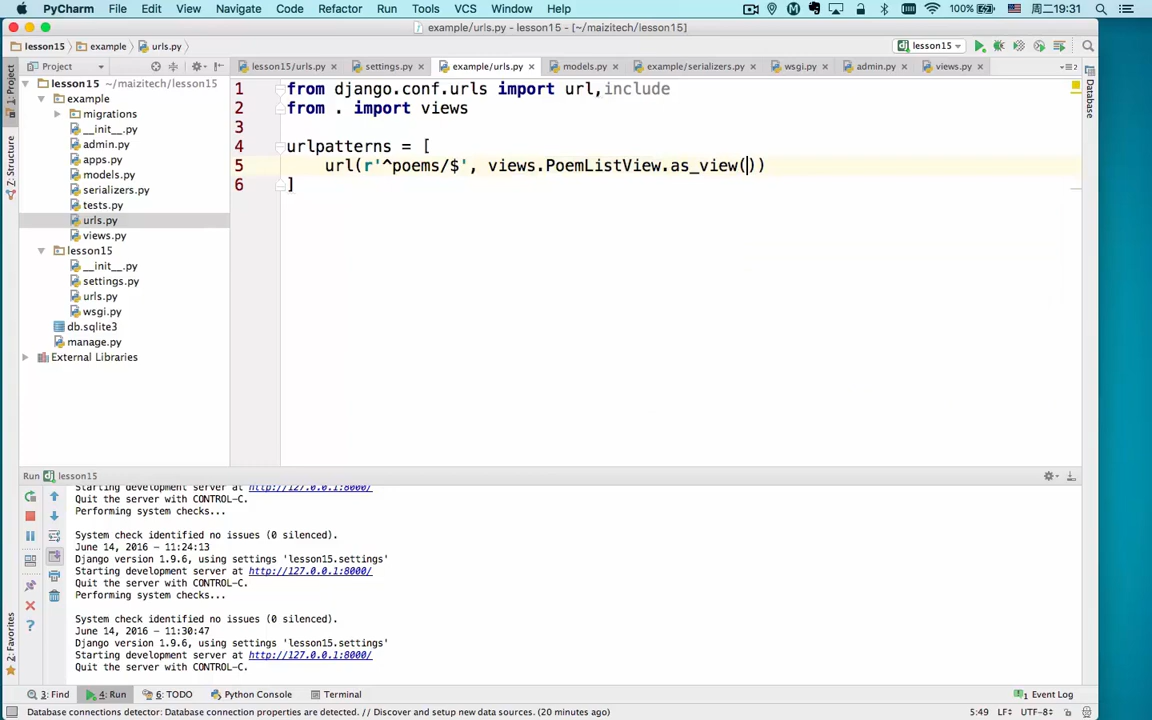 PyCharm File Edit View Navigate Code Refactor Run Tools VCS Window Help 100% 周二19:31
example/urls.py - lesson15 - [~/maizitech/lesson15]
lesson15 example urls.py lesson15
Project lesson15/urls.py settings.py example/urls.py models.py example/serializers.py wsgi.py admin.py views.py
1: Project
Z: Structure
2: Favorites
Database
lesson15 ~/maizitech/lesson15
example
migrations
__init__.py
admin.py
apps.py
models.py
serializers.py
tests.py
urls.py
views.py
lesson15
__init__.py
settings.py
urls.py
wsgi.py
db.sqlite3
manage.py
External Libraries
1 from django.conf.urls import url,include
2 from . import views
3
4 urlpatterns = [
5 url(r'^poems/$', views.PoemListView.as_view())
6 ]
Run lesson15
Starting development server at http://127.0.0.1:8000/
Quit the server with CONTROL-C.
Performing system checks...
System check identified no issues (0 silenced).
June 14, 2016 - 11:24:13
Django version 1.9.6, using settings 'lesson15.settings'
Starting development server at http://127.0.0.1:8000/
Quit the server with CONTROL-C.
Performing system checks...
System check identified no issues (0 silenced).
June 14, 2016 - 11:30:47
Django version 1.9.6, using settings 'lesson15.settings'
Starting development server at http://127.0.0.1:8000/
Quit the server with CONTROL-C.
3: Find 4: Run 6: TODO Python Console Terminal 1 Event Log
Database connections detector: Database connection properties are detected. // Discover and setup new data sources. (20 minutes ago) 5:49 LF UTF-8